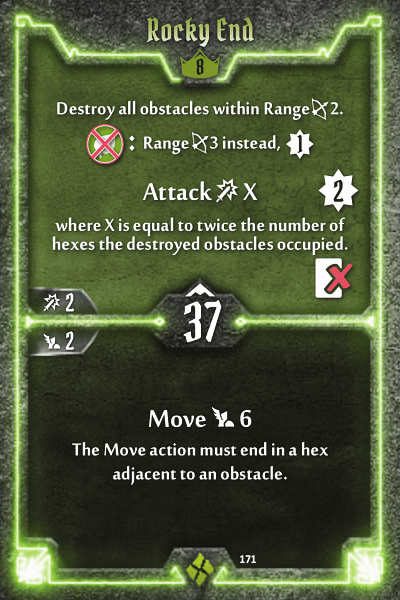 Rocky End
8
Destroy all obstacles within Range 2.
: Range 3 instead, 1
Attack X 2
where X is equal to twice the number of
hexes the destroyed obstacles occupied.
2
37
2
Move 6
The Move action must end in a hex
adjacent to an obstacle.
171